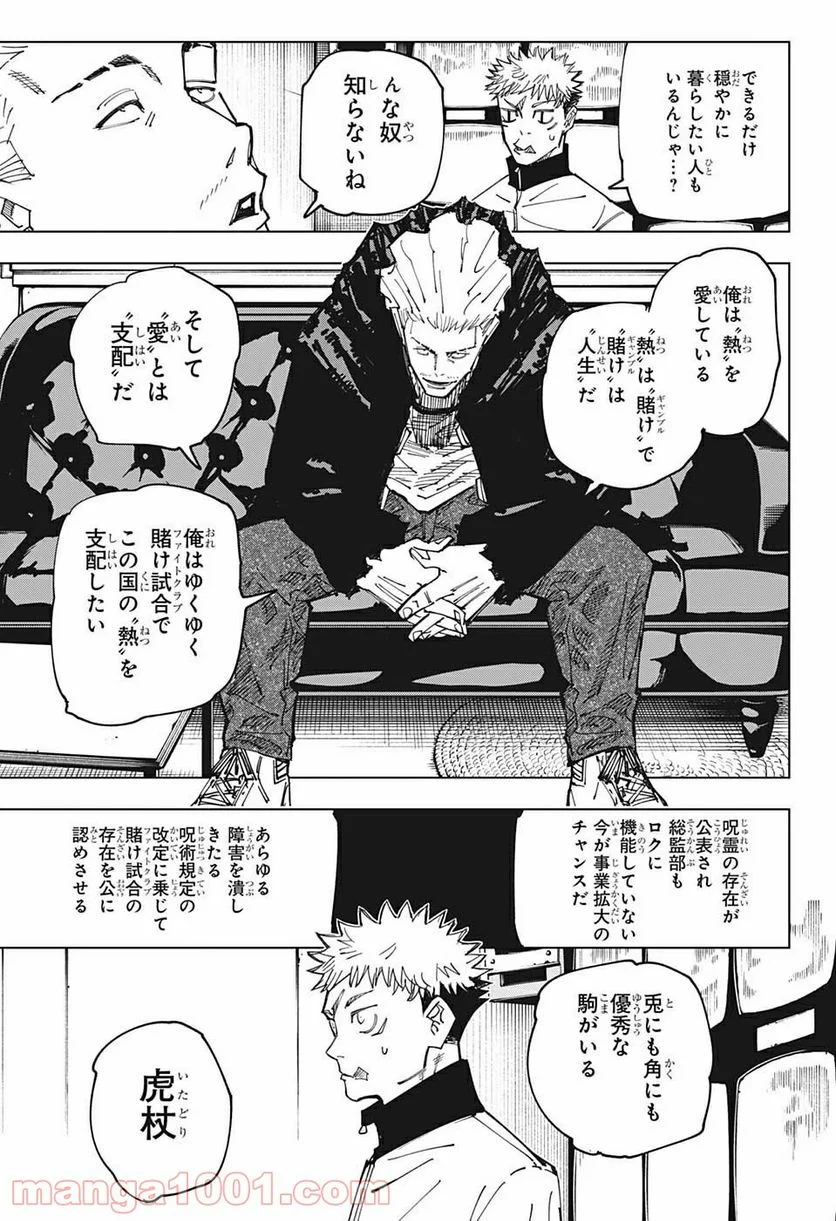 できるだけ
穏やかに
暮らしたい人も
いるんじゃ…?
んな奴
知らないね
俺は〝熱〟を
愛している
〝熱〟は〝賭け〟で
〝賭け〟は
〝人生〟だ
そして
〝愛〟とは
〝支配〟だ
俺はゆくゆく
賭け試合で
この国の〝熱〟を
支配したい
呪霊の存在が
公表され
総監部も
ロクに
機能していない
今が事業拡大の
チャンスだ
あらゆる
障害を潰し
きたる
呪術規定の
改定に乗じて
賭け試合の
存在を公に
認めさせる
兎にも角にも
優秀な
駒がいる
虎杖
manga1001.com